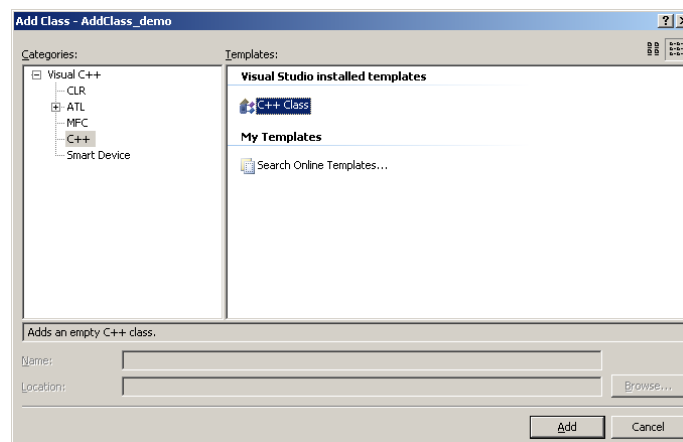 Add Class - AddClass_demo
Categories:
Templates:
Visual C++
CLR
ATL
MFC
C++
Smart Device
Visual Studio installed templates
C++ Class
My Templates
Search Online Templates...
Adds an empty C++ class.
Name:
Location:
Browse...
Add
Cancel